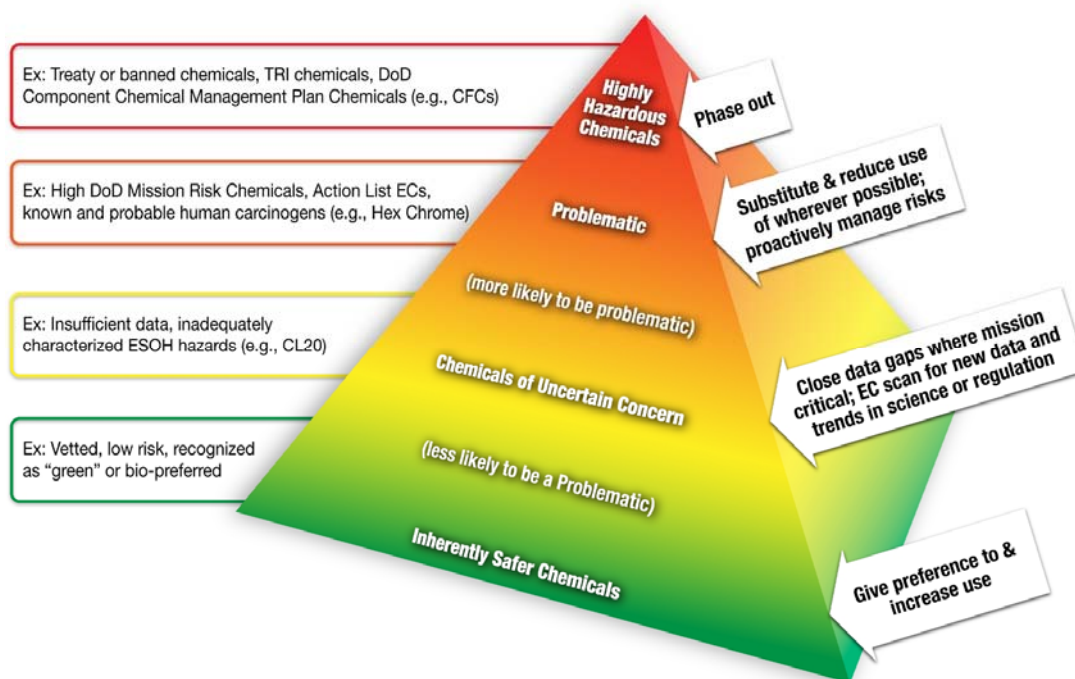 Ex: Treaty or banned chemicals, TRI chemicals, DoD
Component Chemical Management Plan Chemicals (e.g., CFCs)
Ex: High DoD Mission Risk Chemicals, Action List ECs,
known and probable human carcinogens (e.g., Hex Chrome)
Ex: Insufficient data, inadequately
characterized ESOH hazards (e.g., CL20)
Ex: Vetted, low risk, recognized
as “green” or bio-preferred
Highly
Hazardous
Chemicals
Problematic
(more likely to be problematic)
Chemicals of Uncertain Concern
(less likely to be a Problematic)
Inherently Safer Chemicals
Phase out
Substitute & reduce use
of wherever possible;
proactively manage risks
Close data gaps where mission
critical; EC scan for new data and
trends in science or regulation
Give preference to &
increase use